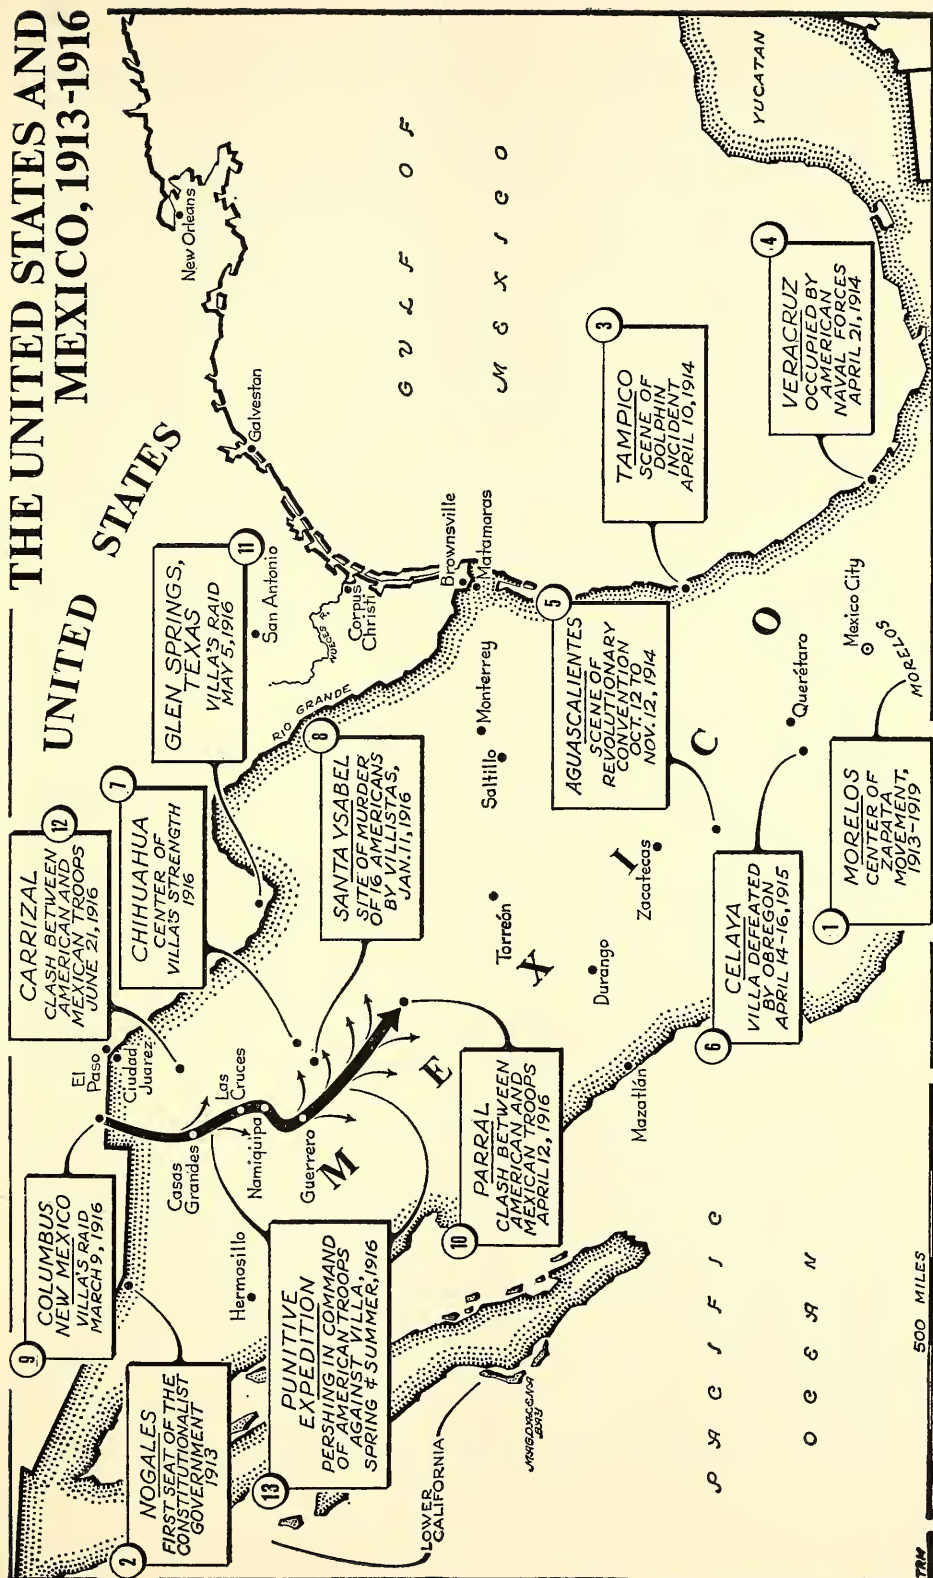 THE UNITED STATES AND
MEXICO, 1913-1916
UNITED
STATES
MEXICO
GULF OF
MEXICO
PACIFIC
OCEAN
YUCATAN
1
MORELOS
CENTER OF
ZAPATA
MOVEMENT,
1913-1919
2
NOGALES
FIRST SEAT OF THE
CONSTITUTIONALIST
GOVERNMENT
1913
3
TAMPICO
SCENE OF
DOLPHIN
INCIDENT
APRIL 10, 1914
4
VERACRUZ
OCCUPIED BY
AMERICAN
NAVAL FORCES
APRIL 21, 1914
5
AGUASCALIENTES
SCENE OF
REVOLUTIONARY
CONVENTION
OCT. 12 TO
NOV. 12, 1914
6
CELAYA
VILLA DEFEATED
BY OBREGON
APRIL 14-16, 1915
7
CHIHUAHUA
CENTER OF
VILLA'S STRENGTH
1916
8
SANTA YSABEL
SITE OF MURDER
OF 16 AMERICANS
BY VILLISTAS,
JAN. 11, 1916
9
COLUMBUS
NEW MEXICO
VILLA'S RAID
MARCH 9, 1916
10
PARRAL
CLASH BETWEEN
AMERICAN AND
MEXICAN TROOPS
APRIL 12, 1916
11
GLEN SPRINGS,
TEXAS
VILLA'S RAID
MAY 5, 1916
12
CARRIZAL
CLASH BETWEEN
AMERICAN AND
MEXICAN TROOPS
JUNE 21, 1916
13
PUNITIVE
EXPEDITION
PERSHING IN COMMAND
OF AMERICAN TROOPS
AGAINST VILLA,
SPRING & SUMMER, 1916
New Orleans
Galvestan
San Antonio
NUECES R.
Corpus
Christi
Brownsville
Matamaras
RIO GRANDE
El
Paso
Ciudad
Juarez
Casas
Grandes
Las
Cruces
Namiquipa
Guerrero
Hermosillo
Monterrey
Saltillo
Torreón
Durango
Zacatecas
Mazatlán
Querétaro
Mexico City
MORELOS
LOWER
CALIFORNIA
MAGDALENA
BAY
500 MILES
TRM